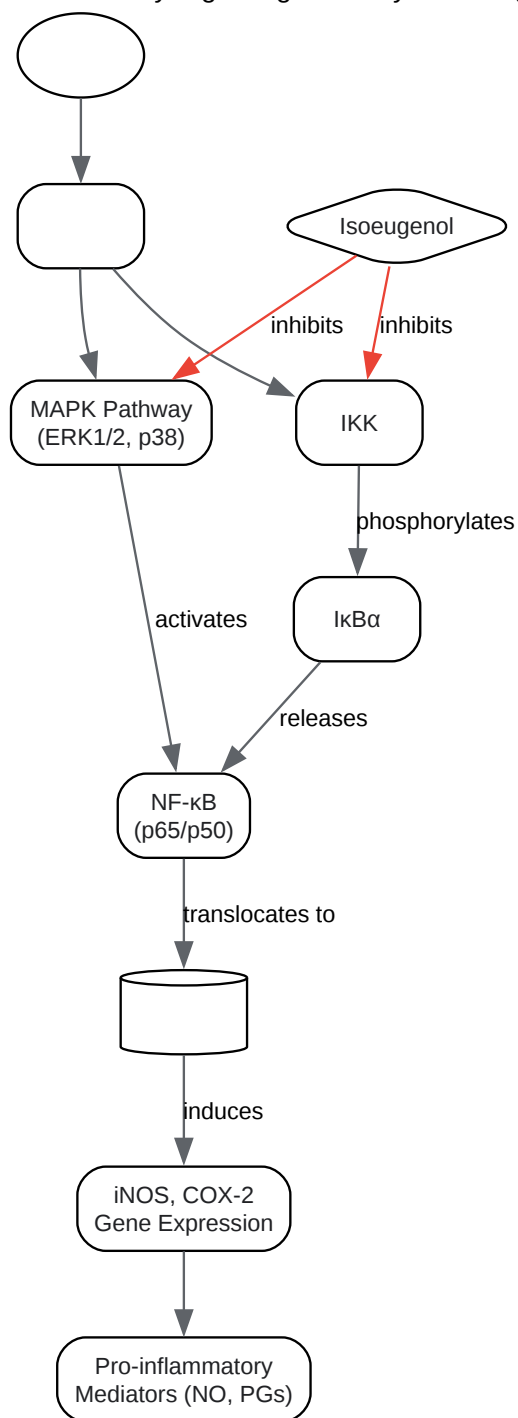 Isoeugenol
inhibits
inhibits
MAPK Pathway
(ERK1/2, p38)
IKK
phosphorylates
IκBα
activates
releases
NF-κB
(p65/p50)
translocates to
induces
iNOS, COX-2
Gene Expression
Pro-inflammatory
Mediators (NO, PGs)